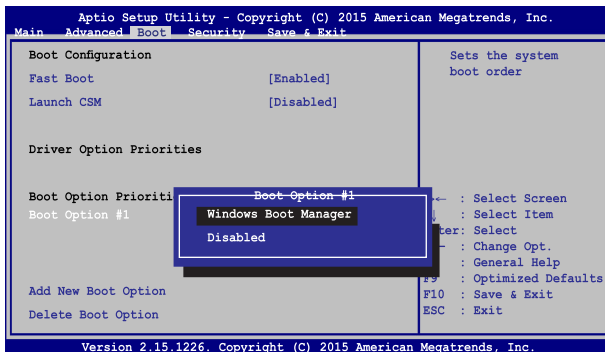 Aptio Setup Utility - Copyright (C) 2015 American Megatrends, Inc.
Main Advanced Boot Security Save & Exit
Boot Configuration
Fast Boot [Enabled]
Launch CSM [Disabled]
Driver Option Priorities
Boot Option Prioriti
Boot Option #1
Boot Option #1
Windows Boot Manager
Disabled
Add New Boot Option
Delete Boot Option
Sets the system
boot order
← : Select Screen
: Select Item
ter: Select
− : Change Opt.
: General Help
F9 : Optimized Defaults
F10 : Save & Exit
ESC : Exit
Version 2.15.1226. Copyright (C) 2015 American Megatrends, Inc.